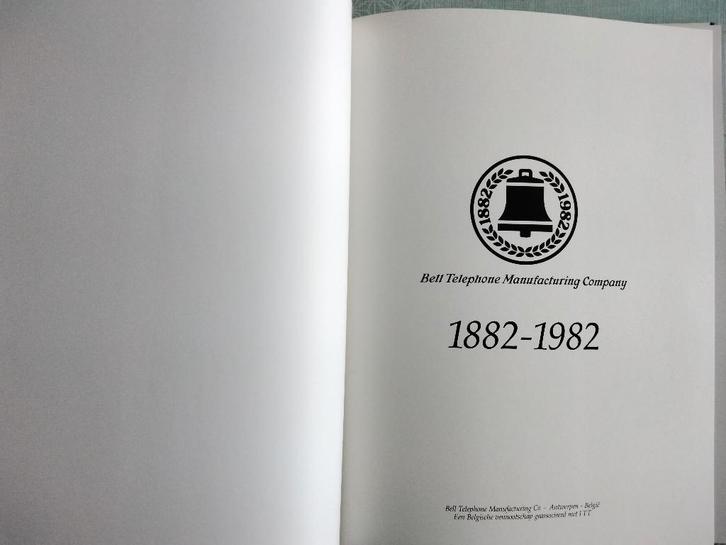 1882 1982
Bell Telephone Manufacturing Company
1882-1982
Bell Telephone Manufacturing Co - Antwerpen - België
Een Belgische vennootschap geassocieerd met ITT